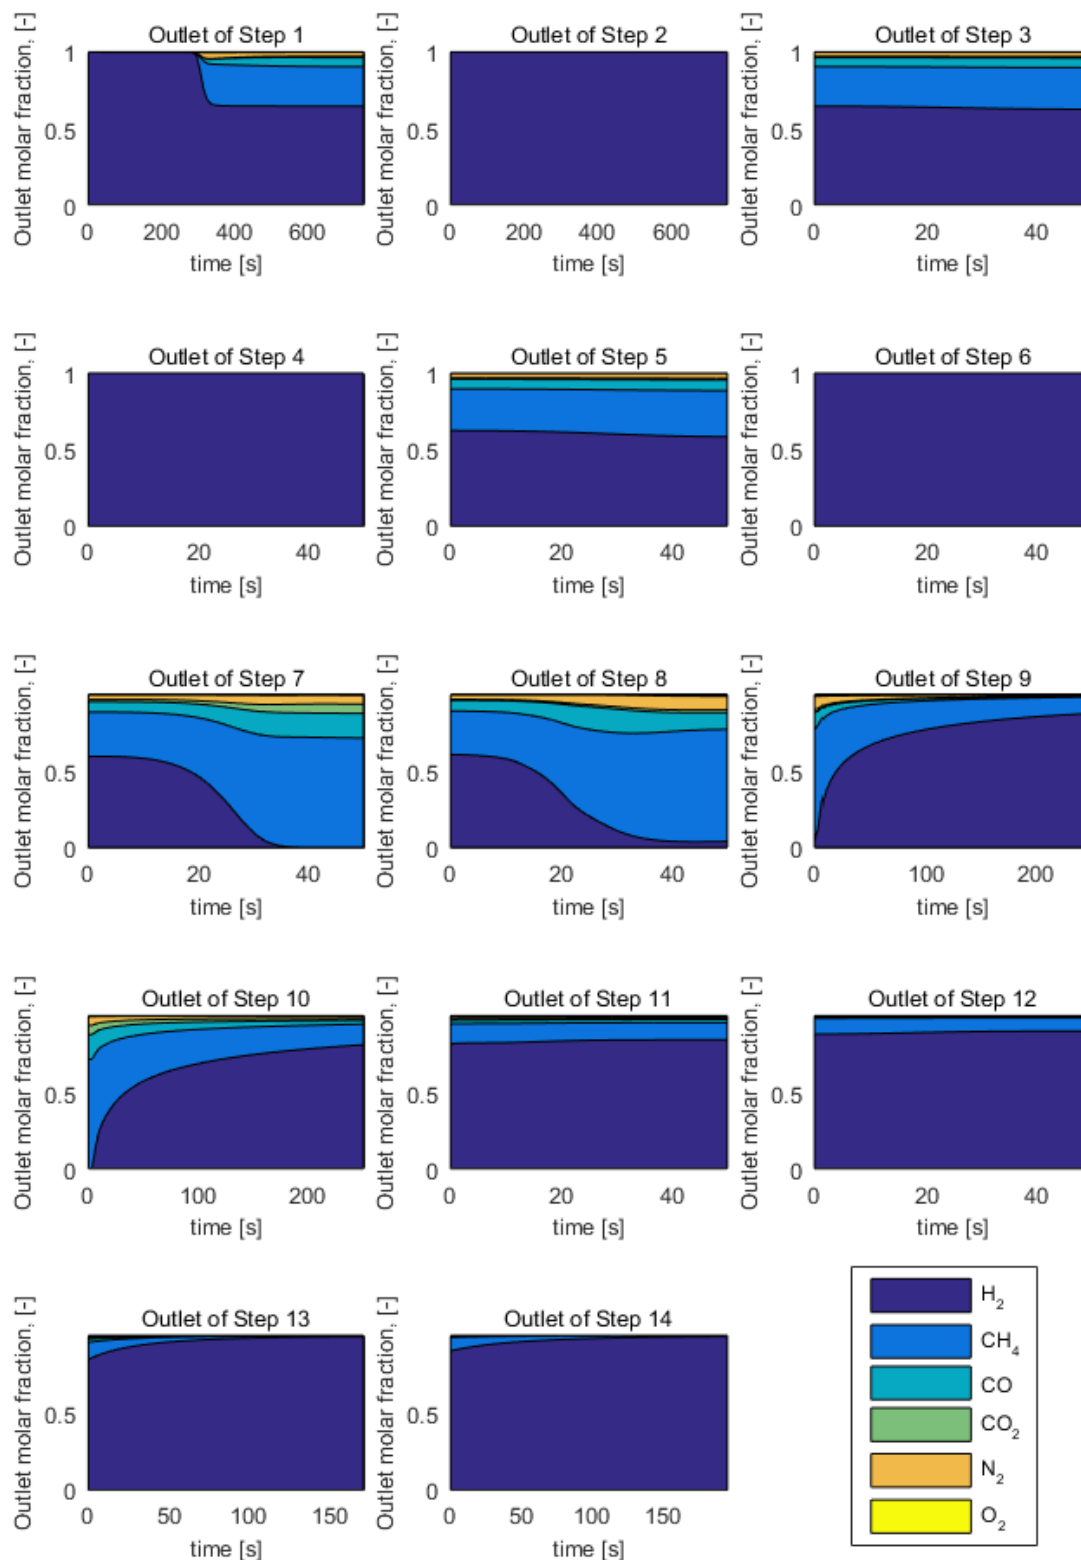 Outlet of Step 1
Outlet molar fraction, [-]
1
0.5
0
0 200 400 600
time [s]
Outlet of Step 2
Outlet molar fraction, [-]
1
0.5
0
0 200 400 600
time [s]
Outlet of Step 3
Outlet molar fraction, [-]
1
0.5
0
0 20 40
time [s]
Outlet of Step 4
Outlet molar fraction, [-]
1
0.5
0
0 20 40
time [s]
Outlet of Step 5
Outlet molar fraction, [-]
1
0.5
0
0 20 40
time [s]
Outlet of Step 6
Outlet molar fraction, [-]
1
0.5
0
0 20 40
time [s]
Outlet of Step 7
Outlet molar fraction, [-]
0.5
0
0 20 40
time [s]
Outlet of Step 8
Outlet molar fraction, [-]
0.5
0
0 20 40
time [s]
Outlet of Step 9
Outlet molar fraction, [-]
0.5
0
0 100 200
time [s]
Outlet of Step 10
Outlet molar fraction, [-]
0.5
0
0 100 200
time [s]
Outlet of Step 11
Outlet molar fraction, [-]
0.5
0
0 20 40
time [s]
Outlet of Step 12
Outlet molar fraction, [-]
0.5
0
0 20 40
time [s]
Outlet of Step 13
Outlet molar fraction, [-]
0.5
0
0 50 100 150
time [s]
Outlet of Step 14
Outlet molar fraction, [-]
0.5
0
0 50 100 150
time [s]
H₂
CH₄
CO
CO₂
N₂
O₂